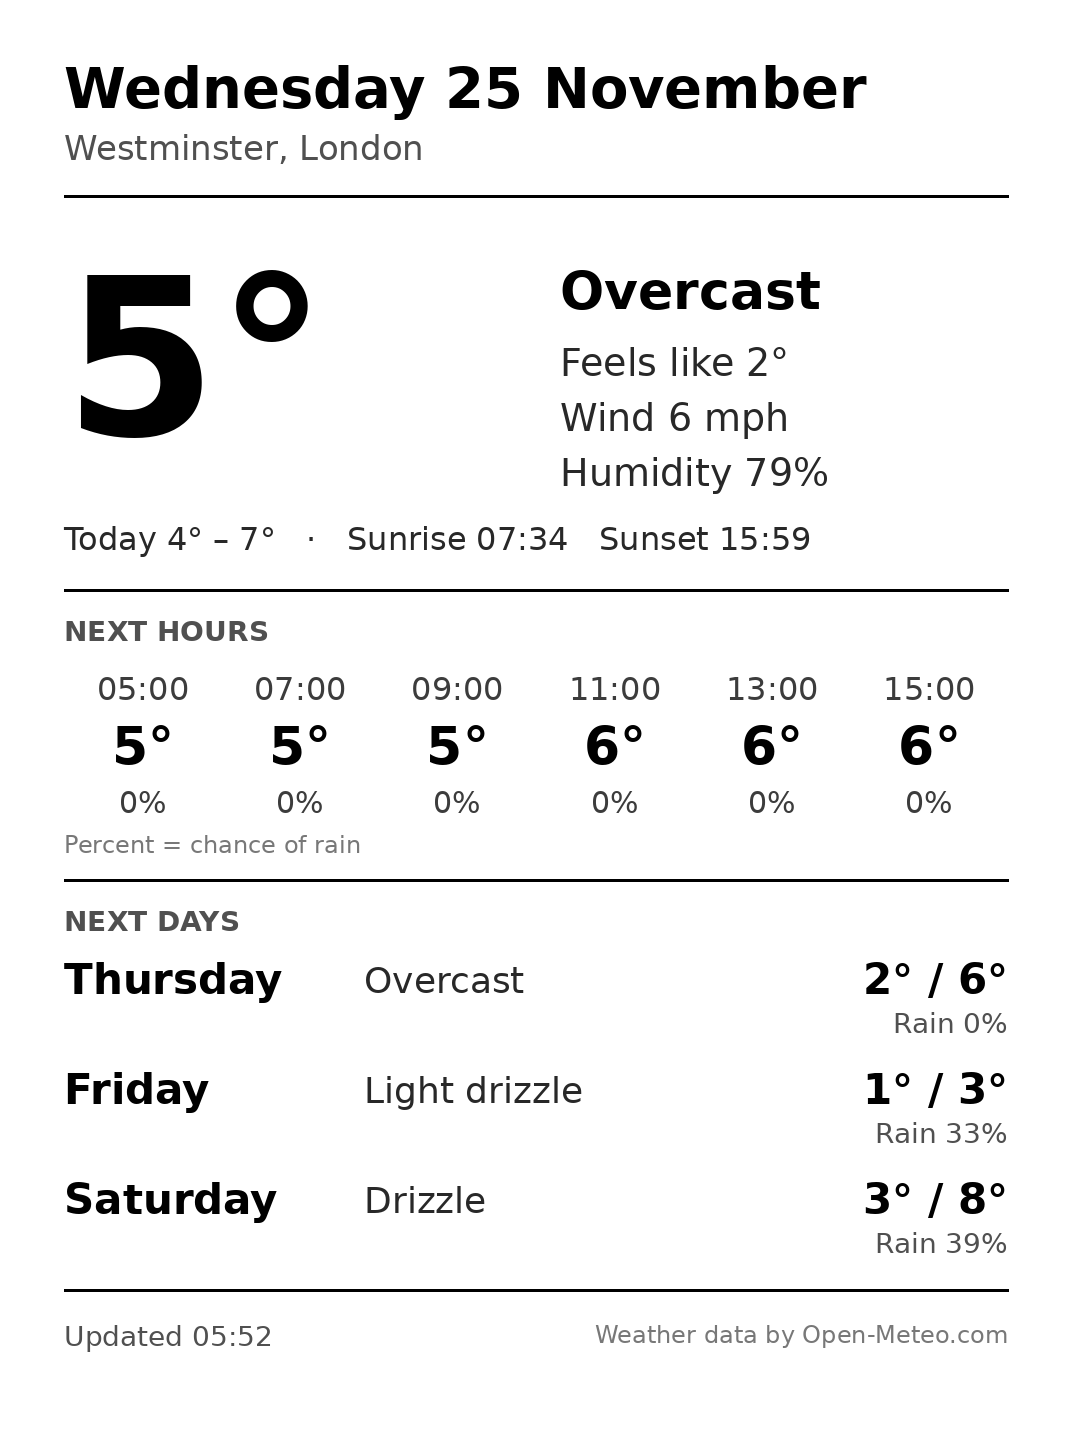 Wednesday 25 November
Westminster, London
5°
Overcast
Feels like 2°
Wind 6 mph
Humidity 79%
Today 4° – 7° · Sunrise 07:34 Sunset 15:59
NEXT HOURS
05:00 07:00 09:00 11:00 13:00 15:00
5° 5° 5° 6° 6° 6°
0% 0% 0% 0% 0% 0%
Percent = chance of rain
NEXT DAYS
Thursday Overcast 2° / 6°
Rain 0%
Friday Light drizzle 1° / 3°
Rain 33%
Saturday Drizzle 3° / 8°
Rain 39%
Updated 05:52 Weather data by Open-Meteo.com